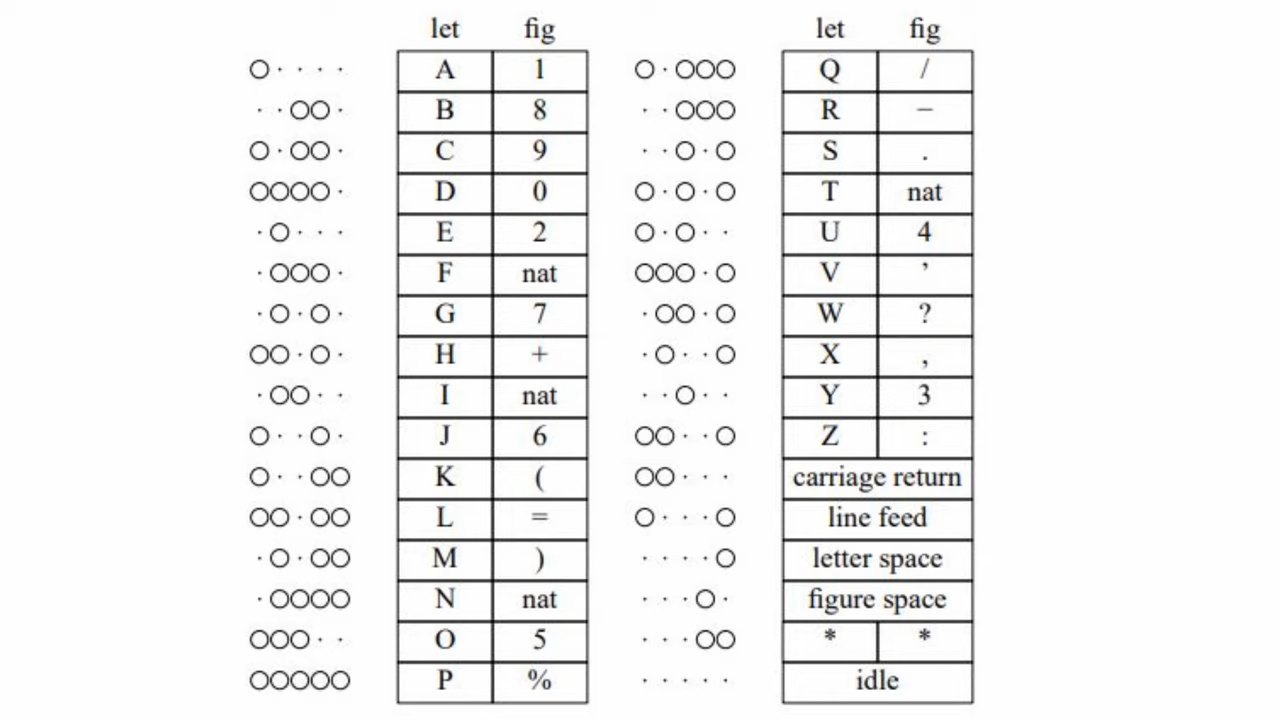 let fig let fig
○···· A 1 ○·○○○ Q /
··○○· B 8 ··○○○ R −
○·○○· C 9 ··○·○ S .
○○○○· D 0 ○·○·○ T nat
·○··· E 2 ○·○·· U 4
·○○○· F nat ○○○·○ V ’
·○·○· G 7 ·○○·○ W ?
○○·○· H + ·○··○ X ,
·○○·· I nat ··○·· Y 3
○··○· J 6 ○○··○ Z :
○··○○ K ( ○○··· carriage return
○○·○○ L = ○···○ line feed
·○·○○ M ) ····○ letter space
·○○○○ N nat ···○· figure space
○○○·· O 5 ···○○ * *
○○○○○ P % ····· idle